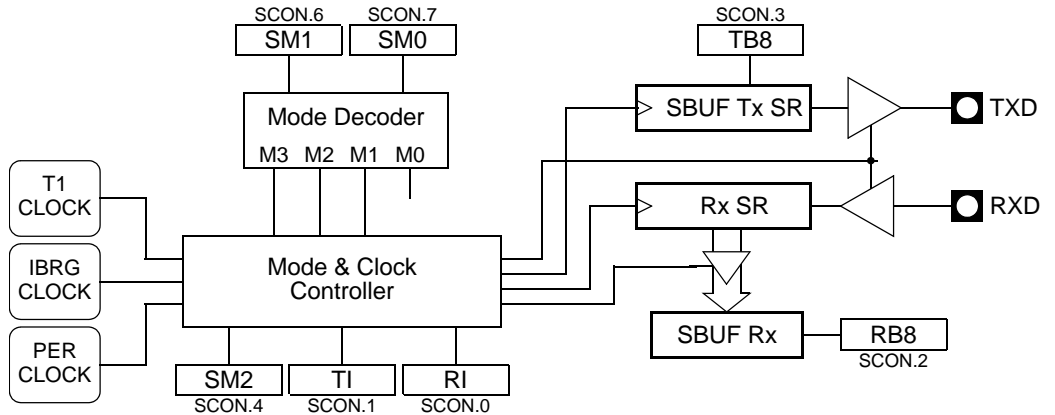 SCON.6 SCON.7 SCON.3
SM1 SM0 TB8
Mode Decoder
M3 M2 M1 M0
SBUF Tx SR
TXD
T1
CLOCK
Rx SR
RXD
IBRG
CLOCK
Mode & Clock
Controller
PER
CLOCK
SBUF Rx
RB8
SCON.2
SM2 TI RI
SCON.4 SCON.1 SCON.0